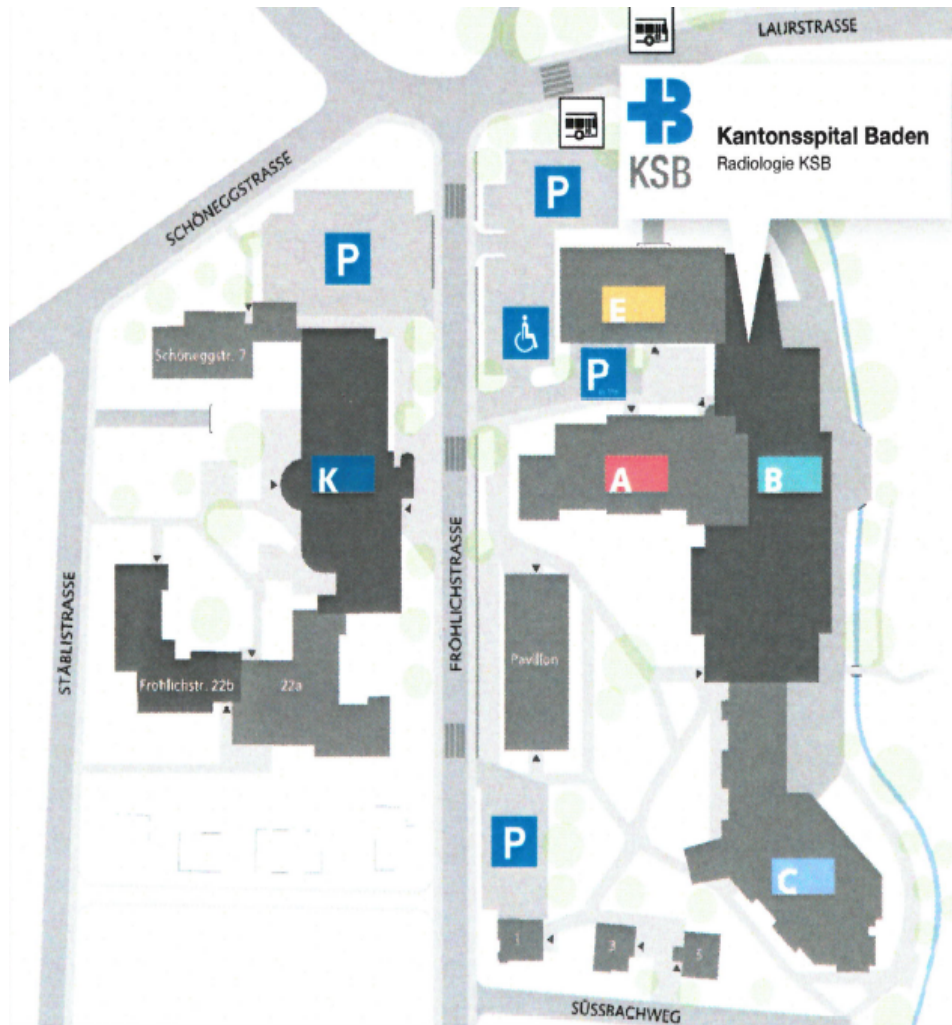 LAURSTRASSE
B
KSB
Kantonsspital Baden
Radiologie KSB
SCHÖNEGGSTRASSE
P
P
E
Schöneggstr. 7
P
K
A
B
STÄBLISTRASSE
FRÖHLICHSTRASSE
Pavillon
Fröhlichstr. 22b
22a
P
C
1
3
5
SÜSSBACHWEG